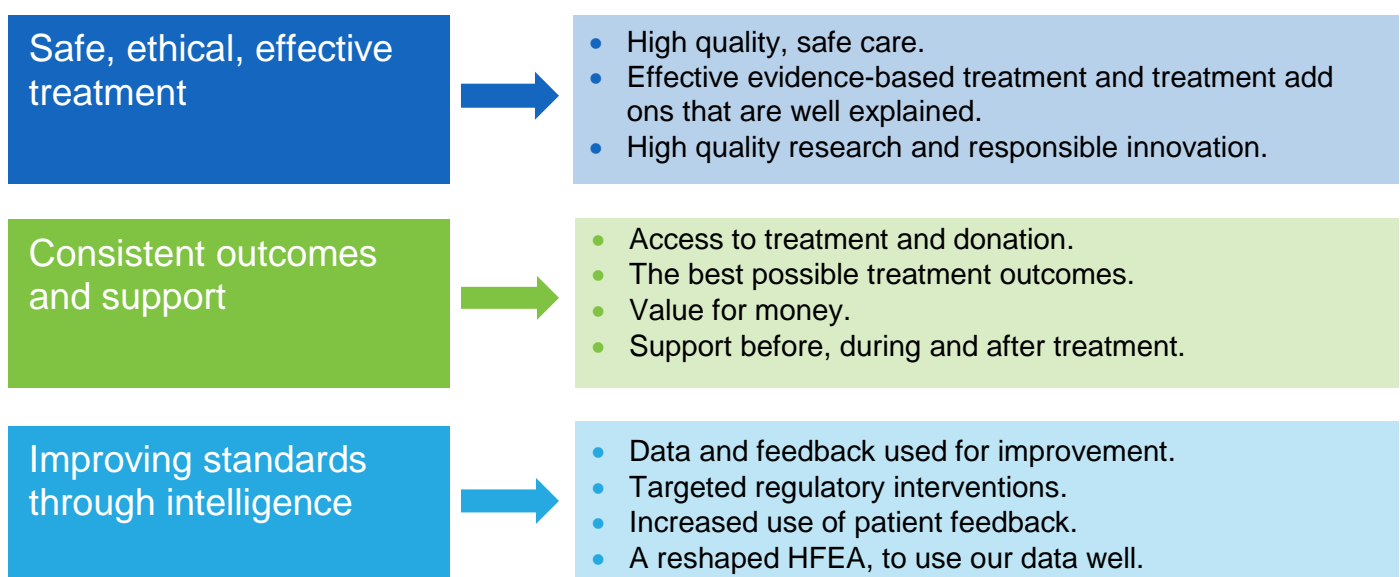 Safe, ethical, effective
treatment
• High quality, safe care.
• Effective evidence-based treatment and treatment add
ons that are well explained.
• High quality research and responsible innovation.
Consistent outcomes
and support
• Access to treatment and donation.
• The best possible treatment outcomes.
• Value for money.
• Support before, during and after treatment.
Improving standards
through intelligence
• Data and feedback used for improvement.
• Targeted regulatory interventions.
• Increased use of patient feedback.
• A reshaped HFEA, to use our data well.